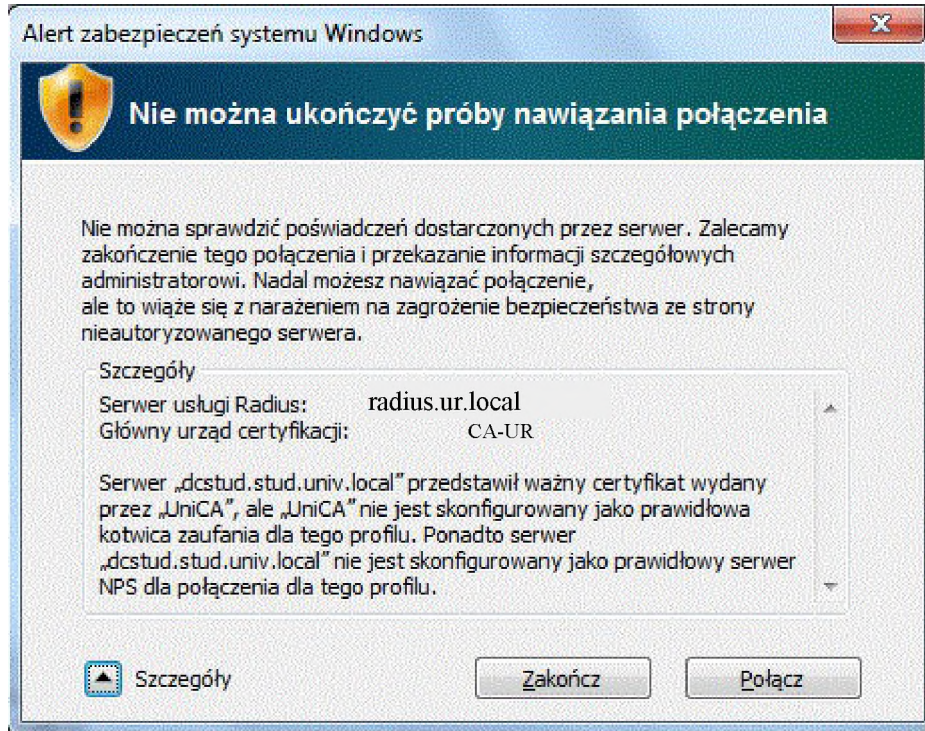 Alert zabezpieczeń systemu Windows
Nie można ukończyć próby nawiązania połączenia
Nie można sprawdzić poświadczeń dostarczonych przez serwer. Zalecamy
zakończenie tego połączenia i przekazanie informacji szczegółowych
administratorowi. Nadal możesz nawiązać połączenie,
ale to wiąże się z narażeniem na zagrożenie bezpieczeństwa ze strony
nieautoryzowanego serwera.
Szczegóły
Serwer usługi Radius: radius.ur.local
Główny urząd certyfikacji: CA-UR
Serwer „dcstud.stud.univ.local” przedstawił ważny certyfikat wydany
przez „UniCA”, ale „UniCA” nie jest skonfigurowany jako prawidłowa
kotwica zaufania dla tego profilu. Ponadto serwer
„dcstud.stud.univ.local” nie jest skonfigurowany jako prawidłowy serwer
NPS dla połączenia dla tego profilu.
Szczegóły Zakończ Połącz